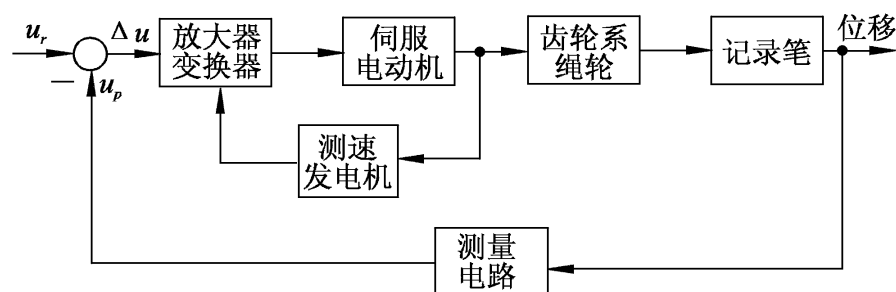 u_r
Δu
放大器
变换器
伺服
电动机
齿轮系
绳轮
记录笔
位移
—
u_p
测速
发电机
测量
电路